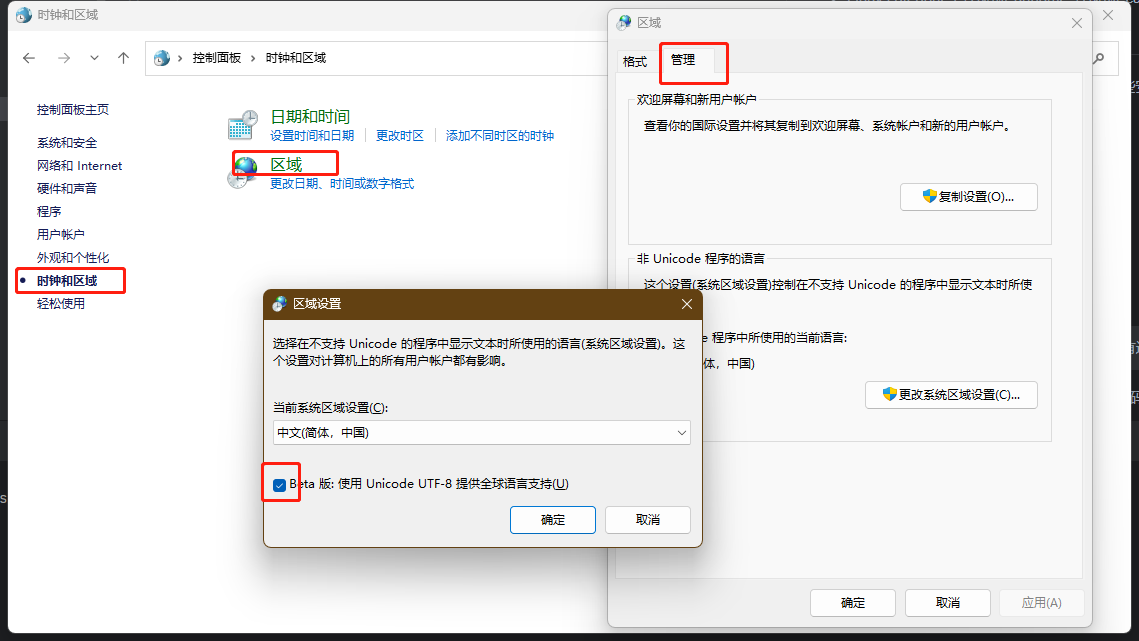 时钟和区域
控制面板 › 时钟和区域
控制面板主页
系统和安全
网络和 Internet
硬件和声音
程序
用户帐户
外观和个性化
时钟和区域
轻松使用
日期和时间
设置时间和日期
更改时区
添加不同时区的时钟
区域
更改日期、时间或数字格式
区域
格式
管理
欢迎屏幕和新用户帐户
查看你的国际设置并将其复制到欢迎屏幕、系统帐户和新的用户帐户。
复制设置(O)...
非 Unicode 程序的语言
这个设置(系统区域设置)控制在不支持 Unicode 的程序中显示文本时所使
程序中所使用的当前语言:
体，中国)
更改系统区域设置(C)...
确定
取消
应用(A)
区域设置
选择在不支持 Unicode 的程序中显示文本时所使用的语言(系统区域设置)。这
个设置对计算机上的所有用户帐户都有影响。
当前系统区域设置(C):
中文(简体，中国)
Beta 版: 使用 Unicode UTF-8 提供全球语言支持(U)
确定
取消